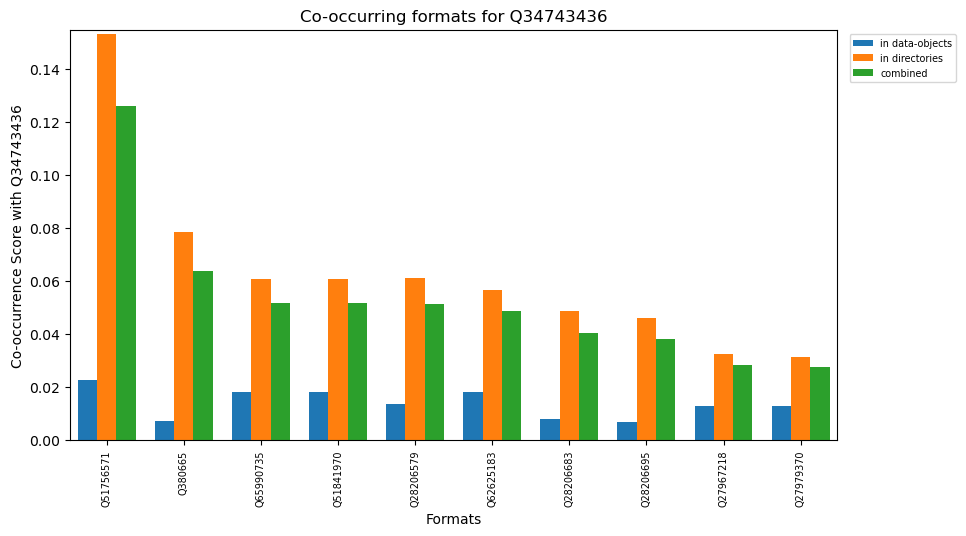 Co-occurring formats for Q34743436
in data-objects
in directories
combined
Co-occurrence Score with Q34743436
0.14
0.12
0.10
0.08
0.06
0.04
0.02
0.00
Q51756571
Q380665
Q65990735
Q51841970
Q28206579
Q62625183
Q28206683
Q28206695
Q27967218
Q27979370
Formats